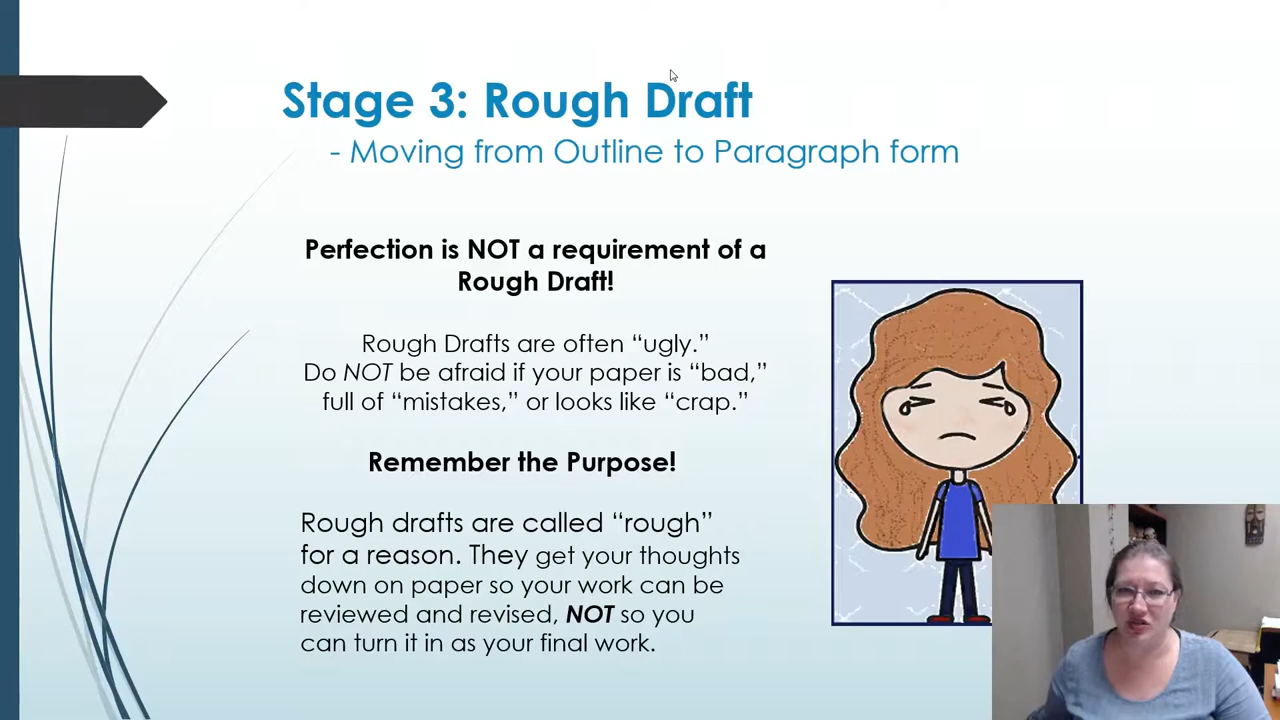 Stage 3: Rough Draft
- Moving from Outline to Paragraph form
Perfection is NOT a requirement of a
Rough Draft!
Rough Drafts are often “ugly.”
Do NOT be afraid if your paper is “bad,”
full of “mistakes,” or looks like “crap.”
Remember the Purpose!
Rough drafts are called “rough”
for a reason. They get your thoughts
down on paper so your work can be
reviewed and revised, NOT so you
can turn it in as your final work.